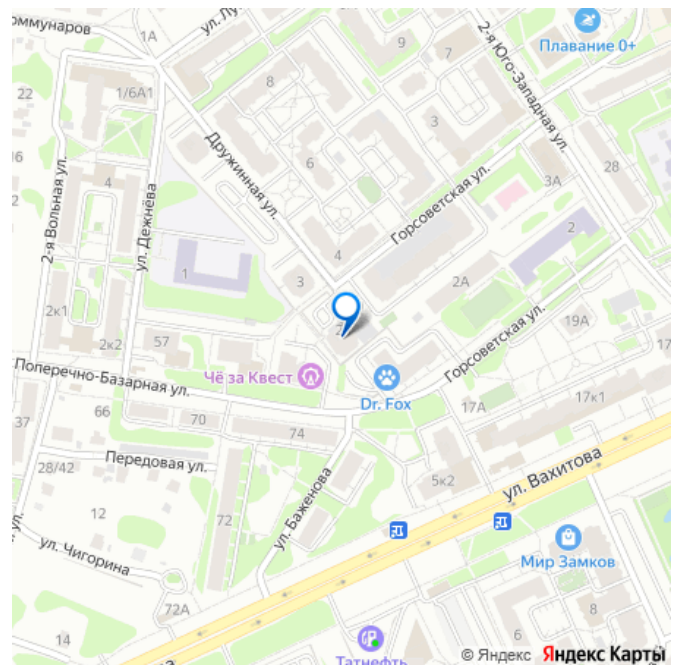 оммунаров
1А
ул. Лу
9
7
2-я Юго-Западная ул.
Плавание 0+
22
1/6А1
8
3
Дружинная ул.
6
28
3А
4
2-я Вольная ул.
ул. Дежнёва
Горсоветская ул.
2
4
1
3
2А
2к1
2
Горсоветская ул.
19А
57
2к2
17
Чё за Квест
Поперечно-Базарная ул.
Dr. Fox
17А
17к1
66
70
37
74
Передовая ул.
ул. Вахитова
28/42
5к2
72
ул. Баженова
12
ул.
ул. Чигорина
Мир Замков
72А
8
14
6
Татнефть
Вахитова
© Яндекс Яндекс Карты